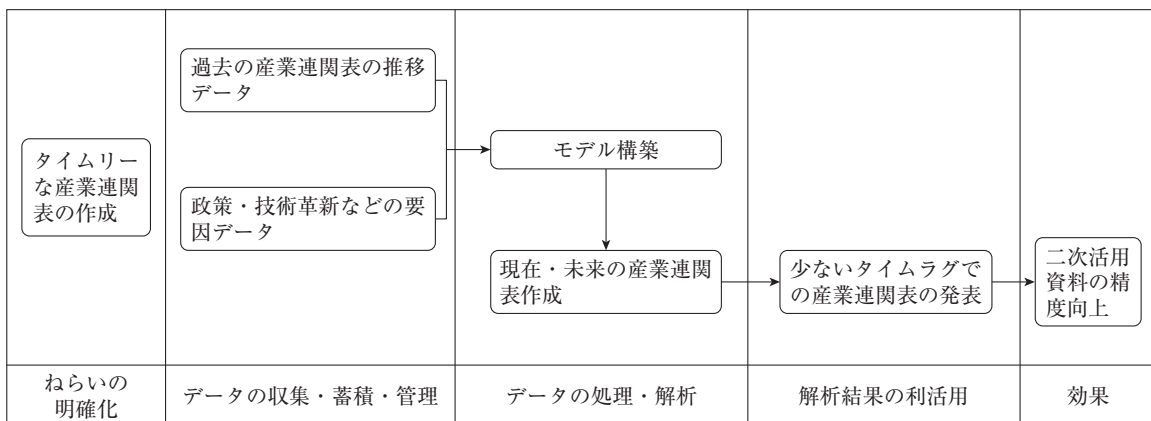 過去の産業連関表の推移
データ
タイムリー
な産業連関
表の作成
モデル構築
政策・技術革新などの要
因データ
現在・未来の産業連関
表作成
少ないタイムラグで
の産業連関表の発表
二次活用
資料の精
度向上
ねらいの
明確化
データの収集・蓄積・管理
データの処理・解析
解析結果の利活用
効果